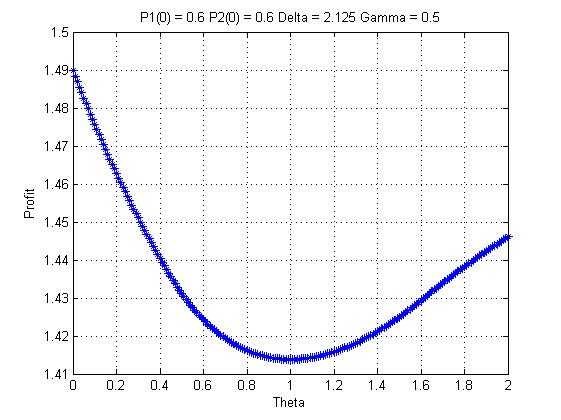 P1(0) = 0.6 P2(0) = 0.6 Delta = 2.125 Gamma = 0.5
1.5
1.49
1.48
1.47
1.46
1.45
1.44
1.43
1.42
1.41
Profit
0 0.2 0.4 0.6 0.8 1 1.2 1.4 1.6 1.8 2
Theta